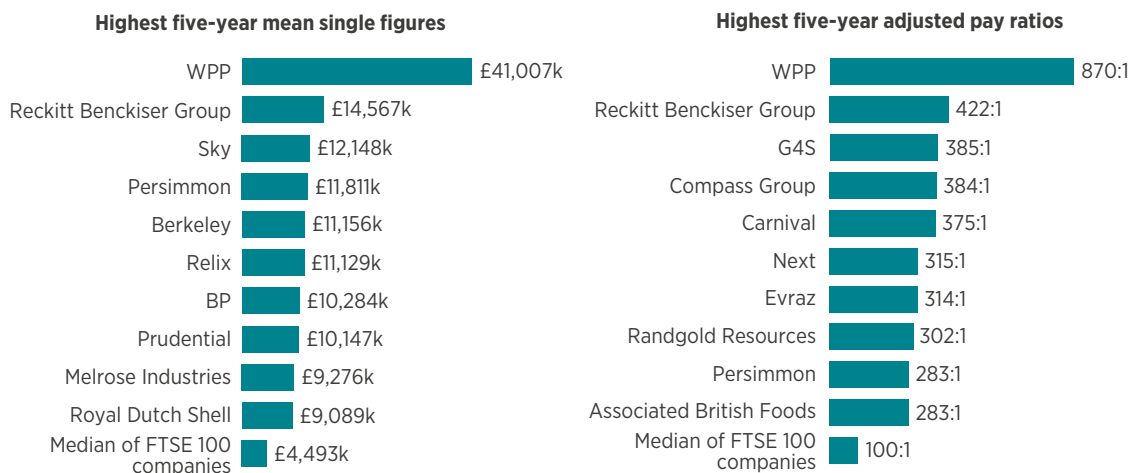 Highest five-year mean single figures
WPP £41,007k
Reckitt Benckiser Group £14,567k
Sky £12,148k
Persimmon £11,811k
Berkeley £11,156k
Relix £11,129k
BP £10,284k
Prudential £10,147k
Melrose Industries £9,276k
Royal Dutch Shell £9,089k
Median of FTSE 100
companies £4,493k
Highest five-year adjusted pay ratios
WPP 870:1
Reckitt Benckiser Group 422:1
G4S 385:1
Compass Group 384:1
Carnival 375:1
Next 315:1
Evraz 314:1
Randgold Resources 302:1
Persimmon 283:1
Associated British Foods 283:1
Median of FTSE 100
companies 100:1